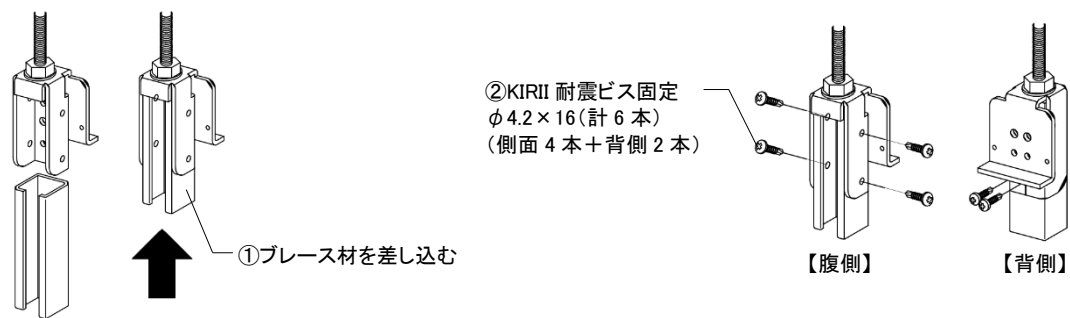 ①ブレース材を差し込む
②KIRII 耐震ビス固定
φ4.2×16(計 6 本)
(側面 4 本＋背側 2 本)
【腹側】
【背側】